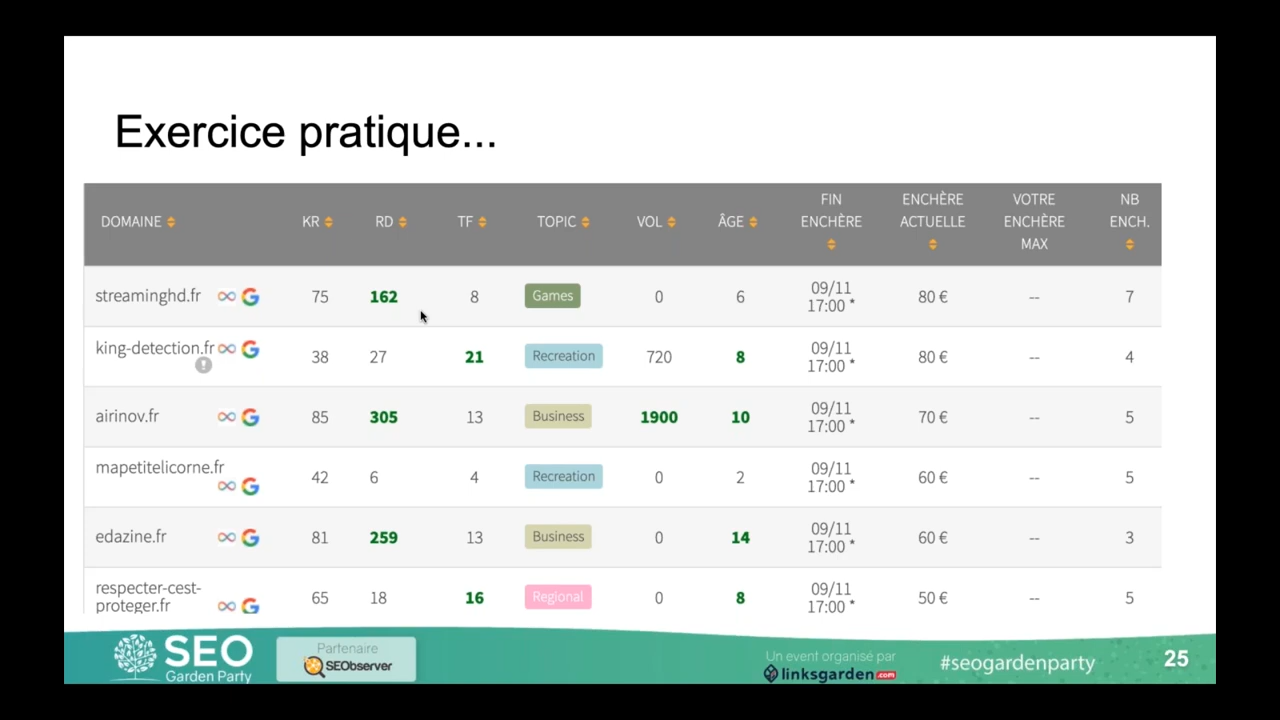 Exercice pratique...
DOMAINE KR RD TF TOPIC VOL ÂGE FIN ENCHÈRE ENCHÈRE ACTUELLE VOTRE ENCHÈRE MAX NB ENCH.
streaminghd.fr 75 162 8 Games 0 6 09/11 17:00 * 80 € -- 7
king-detection.fr 38 27 21 Recreation 720 8 09/11 17:00 * 80 € -- 4
airinov.fr 85 305 13 Business 1900 10 09/11 17:00 * 70 € -- 5
mapetitelicorne.fr 42 6 4 Recreation 0 2 09/11 17:00 * 60 € -- 5
edazine.fr 81 259 13 Business 0 14 09/11 17:00 * 60 € -- 3
respecter-cest-proteger.fr 65 18 16 Regional 0 8 09/11 17:00 * 50 € -- 5
SEO
Garden Party
Partenaire
SEObserver
Un event organisé par
linksgarden.com
#seogardenparty
25